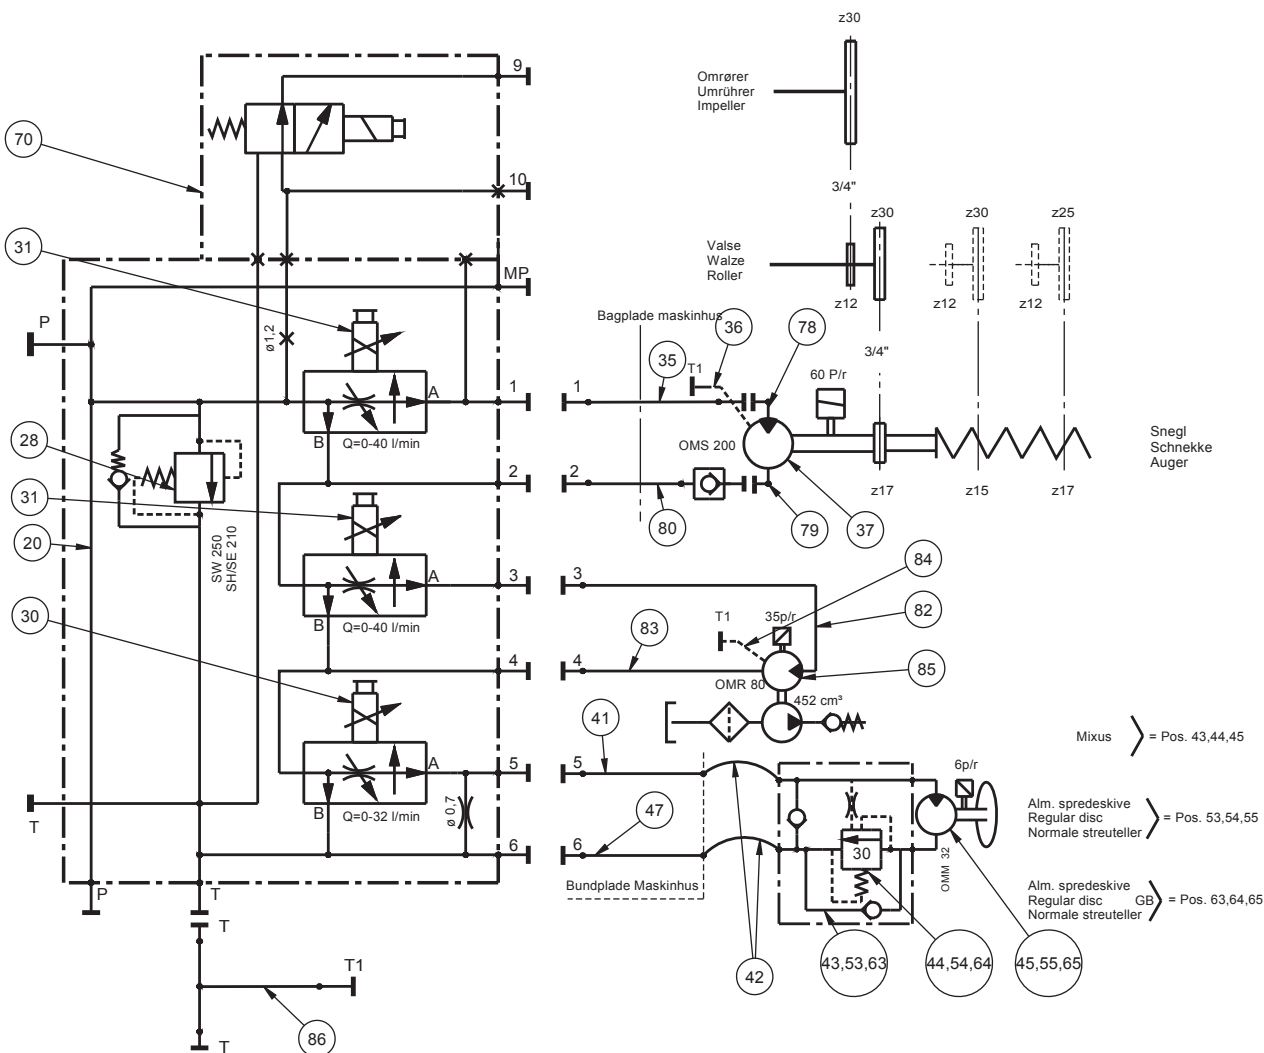 z30
9
Omrører
Umrührer
Impeller
70
10
3/4"
31
z30
z30
z25
Valse
Walze
Roller
MP
z12
z12
z12
P
ø1,2
Bagplade maskinhus
36
78
35
3/4"
T1
60 P/r
A
1
1
B
Q=0-40 l/min
OMS 200
Snegl
Schnekke
Auger
28
2
2
z17
z15
z17
31
80
79
37
20
SW 250
SH/SE 210
84
A
3
3
30
B
Q=0-40 l/min
83
T1
35p/r
82
4
4
OMR 80
85
452 cm³
41
Mixus
= Pos. 43,44,45
A
5
5
6p/r
T
B
Q=0-32 l/min
ø 0,7
47
Alm. spredeskive
Regular disc
Normale streuteller
= Pos. 53,54,55
6
6
30
OMM 32
P
T
Bundplade Maskinhus
Alm. spredeskive
Regular disc
Normale streuteller
GB
= Pos. 63,64,65
T
T1
42
43,53,63
44,54,64
45,55,65
86
T